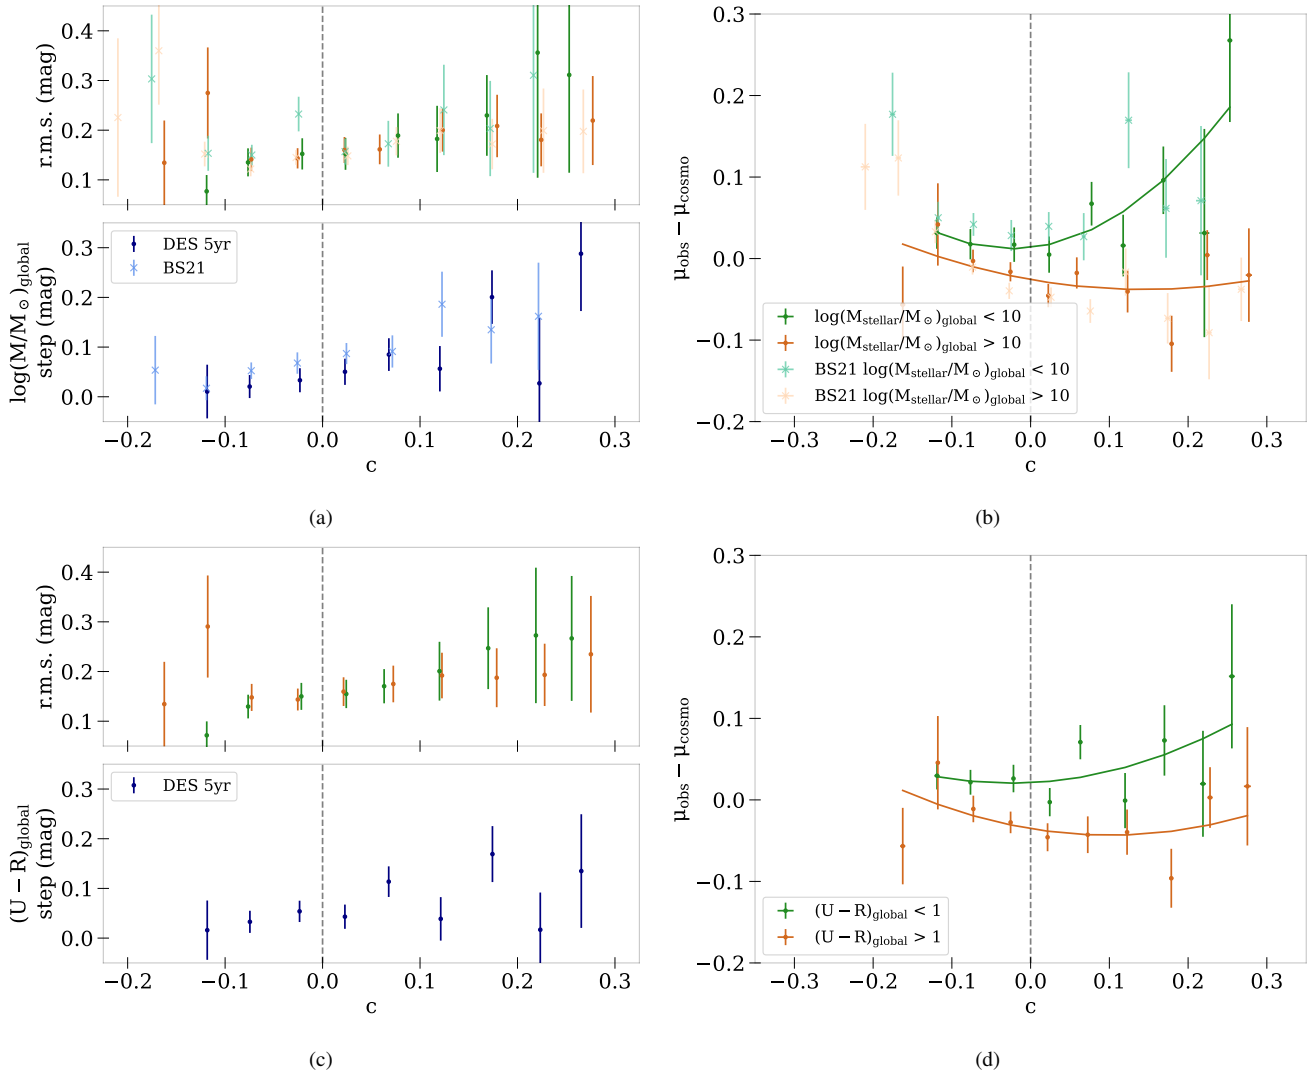 0.4
0.3
0.2
0.1
r.m.s. (mag)
DES 5yr
BS21
0.3
0.2
0.1
0.0
log(M/M⊙)global
step (mag)
−0.2 −0.1 0.0 0.1 0.2 0.3
c
(a)
0.3
0.2
0.1
0.0
−0.1
−0.2
μobs − μcosmo
log(Mstellar/M⊙)global < 10
log(Mstellar/M⊙)global > 10
BS21 log(Mstellar/M⊙)global < 10
BS21 log(Mstellar/M⊙)global > 10
−0.3 −0.2 −0.1 0.0 0.1 0.2 0.3
c
(b)
0.4
0.3
0.2
0.1
r.m.s. (mag)
DES 5yr
0.3
0.2
0.1
0.0
(U − R)global
step (mag)
−0.2 −0.1 0.0 0.1 0.2 0.3
c
(c)
0.3
0.2
0.1
0.0
−0.1
−0.2
μobs − μcosmo
(U − R)global < 1
(U − R)global > 1
−0.3 −0.2 −0.1 0.0 0.1 0.2 0.3
c
(d)